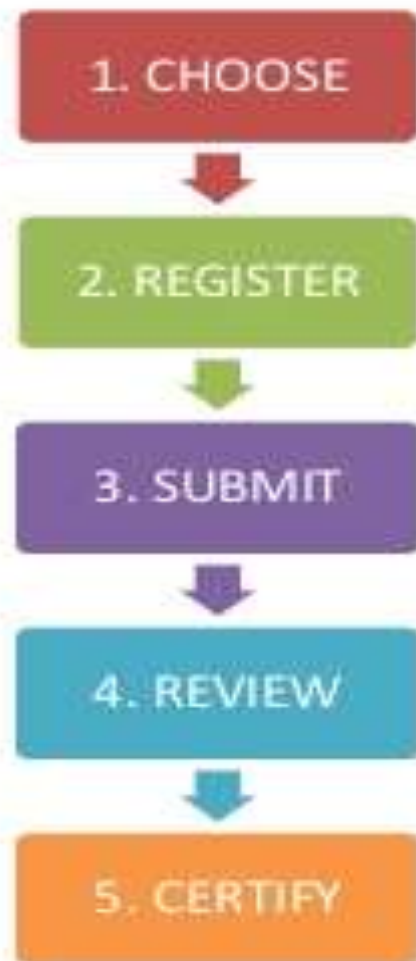 1. CHOOSE
2. REGISTER
3. SUBMIT
4. REVIEW
5. CERTIFY